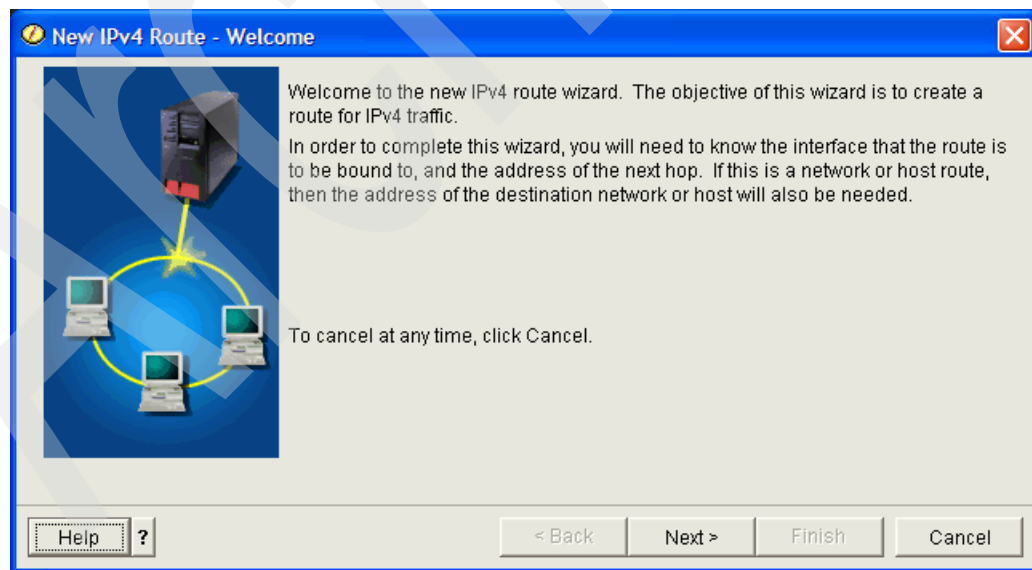 New IPv4 Route - Welcome
Welcome to the new IPv4 route wizard. The objective of this wizard is to create a
route for IPv4 traffic.
In order to complete this wizard, you will need to know the interface that the route is
to be bound to, and the address of the next hop. If this is a network or host route,
then the address of the destination network or host will also be needed.
To cancel at any time, click Cancel.
Help ? < Back Next > Finish Cancel